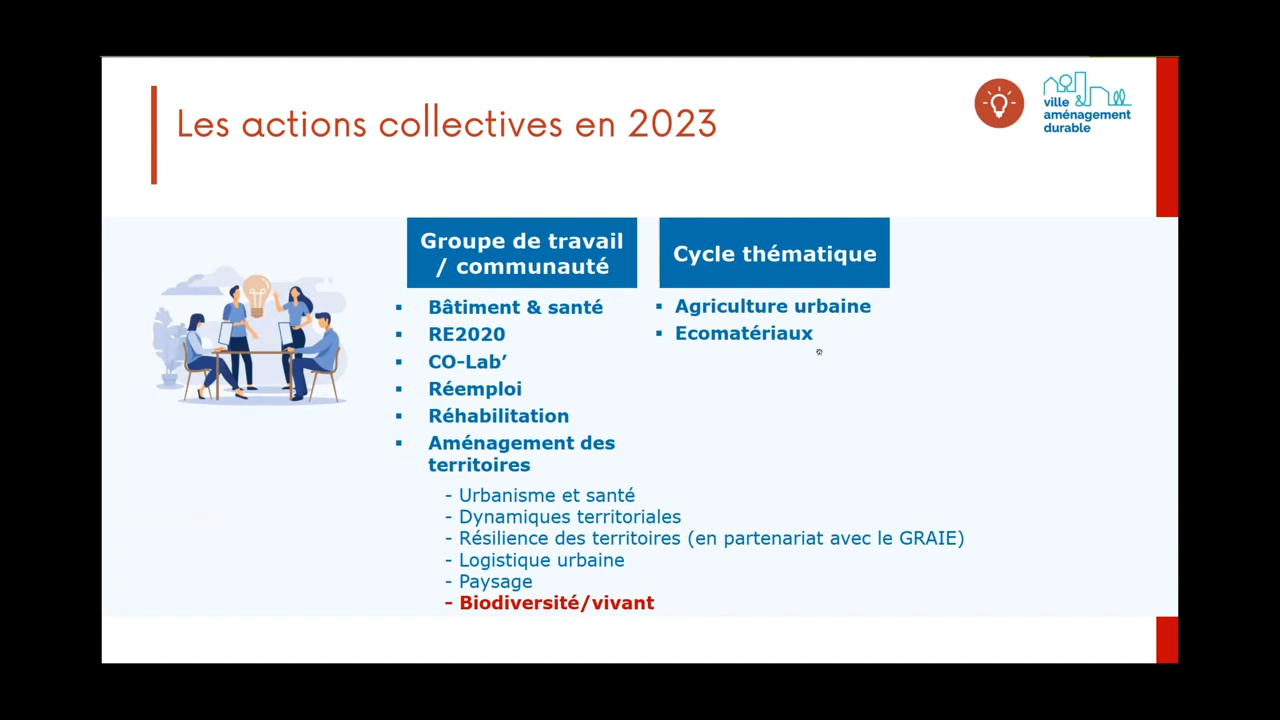 Les actions collectives en 2023
ville &
aménagement
durable
Groupe de travail
/ communauté
▪ Bâtiment & santé
▪ RE2020
▪ CO-Lab’
▪ Réemploi
▪ Réhabilitation
▪ Aménagement des
territoires
- Urbanisme et santé
- Dynamiques territoriales
- Résilience des territoires (en partenariat avec le GRAIE)
- Logistique urbaine
- Paysage
- Biodiversité/vivant
Cycle thématique
▪ Agriculture urbaine
▪ Ecomatériaux